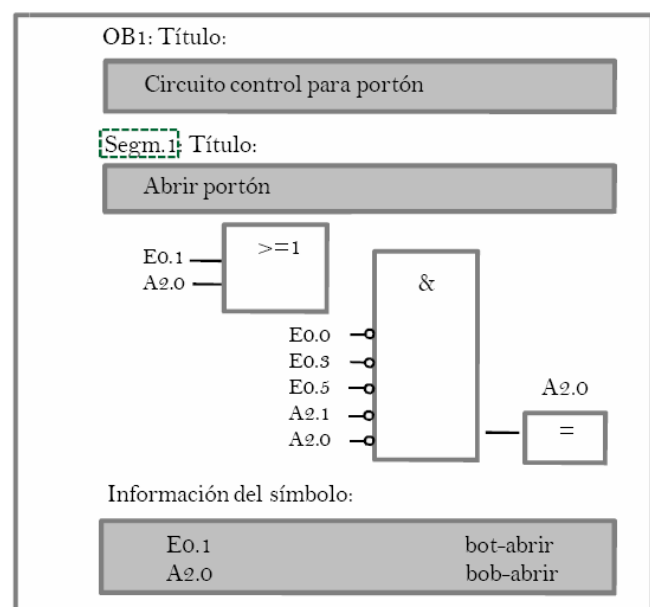 OB1: Título:
Circuito control para portón
Segm.1: Título:
Abrir portón
>=1
E0.1
A2.0
&
E0.0
E0.3
E0.5
A2.1
A2.0
A2.0
=
Información del símbolo:
E0.1 bot-abrir
A2.0 bob-abrir